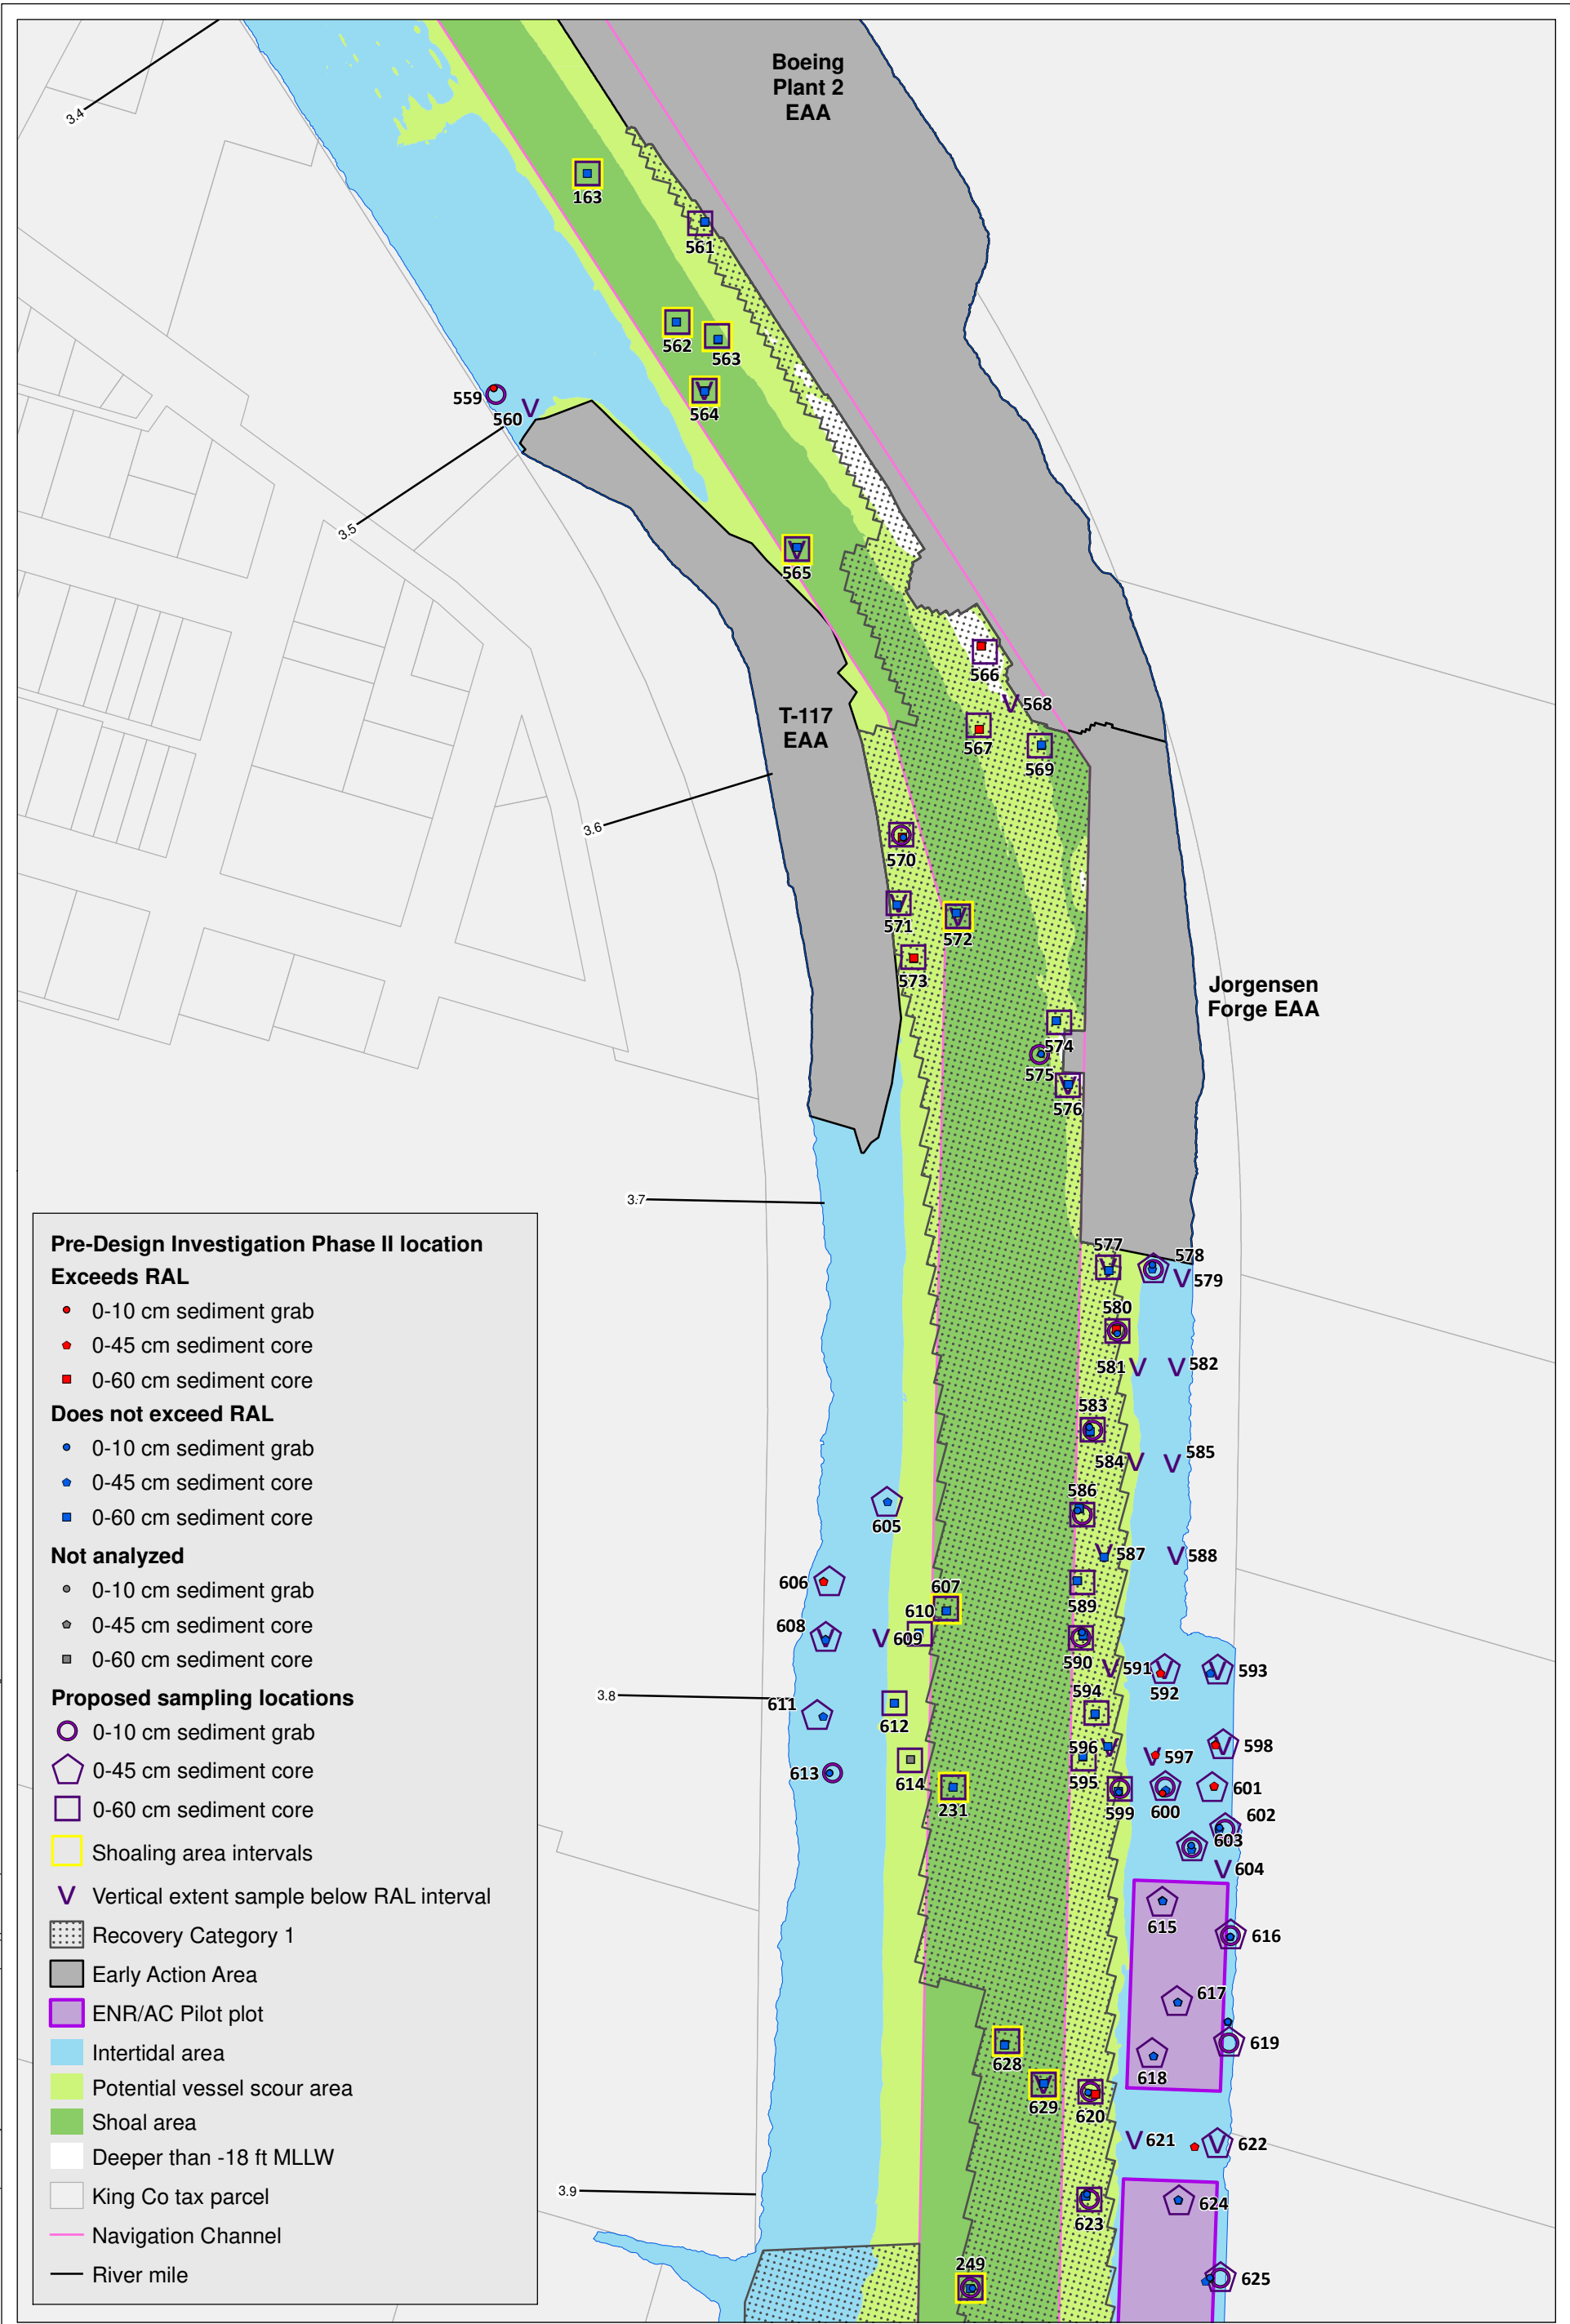 Boeing
Plant 2
EAA
3.4
163
561
562
563
564
559
560
3.5
565
566
568
567
569
T-117
EAA
3.6
570
571
572
573
Jorgensen
Forge EAA
574
575
576
3.7
577
578
579
580
581
582
583
584
585
586
587
588
589
605
606
607
610
608
609
590
591
592
593
594
3.8
611
612
596
595
597
598
613
614
231
599
600
601
602
603
604
615
616
617
618
619
628
629
620
621
622
3.9
623
624
249
625
Pre-Design Investigation Phase II location
Exceeds RAL
0-10 cm sediment grab
0-45 cm sediment core
0-60 cm sediment core
Does not exceed RAL
0-10 cm sediment grab
0-45 cm sediment core
0-60 cm sediment core
Not analyzed
0-10 cm sediment grab
0-45 cm sediment core
0-60 cm sediment core
Proposed sampling locations
0-10 cm sediment grab
0-45 cm sediment core
0-60 cm sediment core
Shoaling area intervals
V Vertical extent sample below RAL interval
Recovery Category 1
Early Action Area
ENR/AC Pilot plot
Intertidal area
Potential vessel scour area
Shoal area
Deeper than -18 ft MLLW
King Co tax parcel
Navigation Channel
River mile